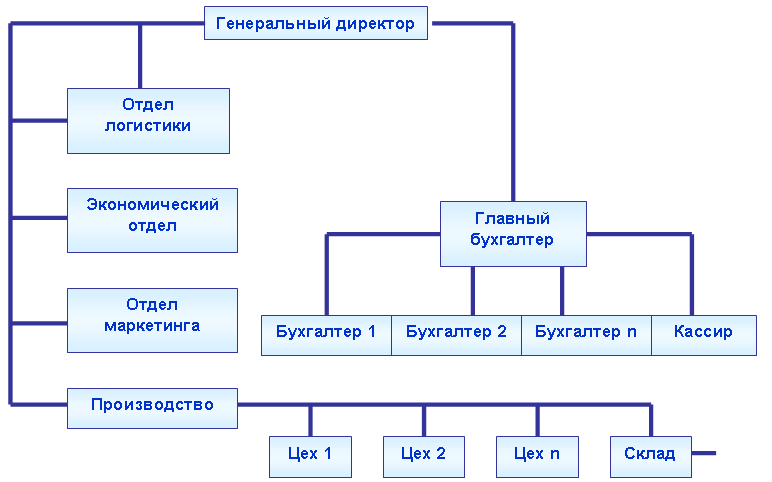 Генеральный директор
Отдел
логистики
Экономический
отдел
Главный
бухгалтер
Отдел
маркетинга
Бухгалтер 1
Бухгалтер 2
Бухгалтер n
Кассир
Производство
Цех 1
Цех 2
Цех n
Склад